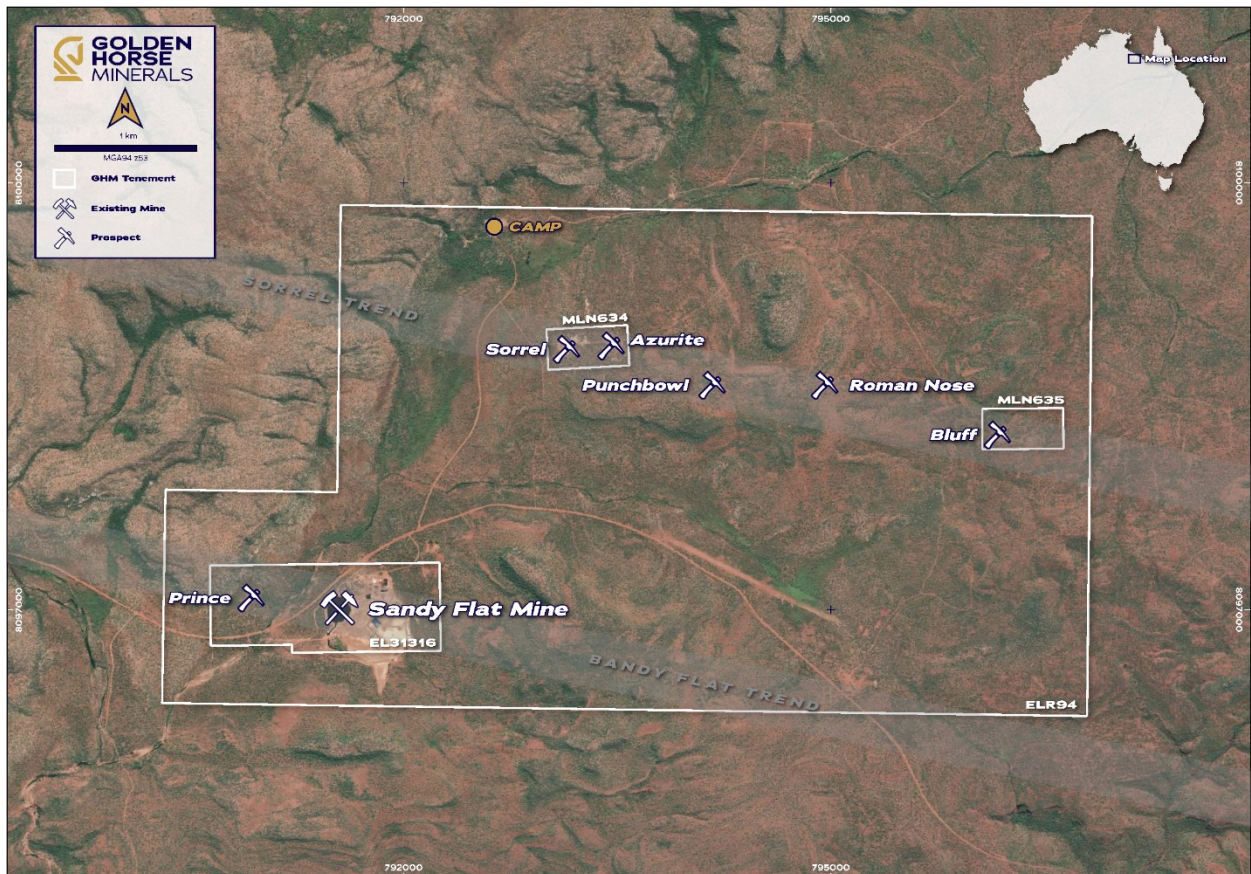 792000
795000
GOLDEN
HORSE
MINERALS
N
1 km
MGA94 z53
GHM Tenement
Existing Mine
Prospect
Map Location
8100000
8100000
CAMP
SORREL TREND
MLN634
Sorrel
Azurite
Punchbowl
Roman Nose
MLN635
Bluff
Prince
Sandy Flat Mine
EL31316
8097000
8097000
BANDY FLAT TREND
ELR94
792000
795000